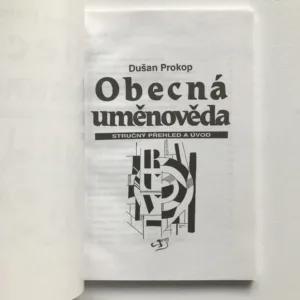 Dušan Prokop
Obecná
uměnověda
STRUČNÝ PŘEHLED A ÚVOD